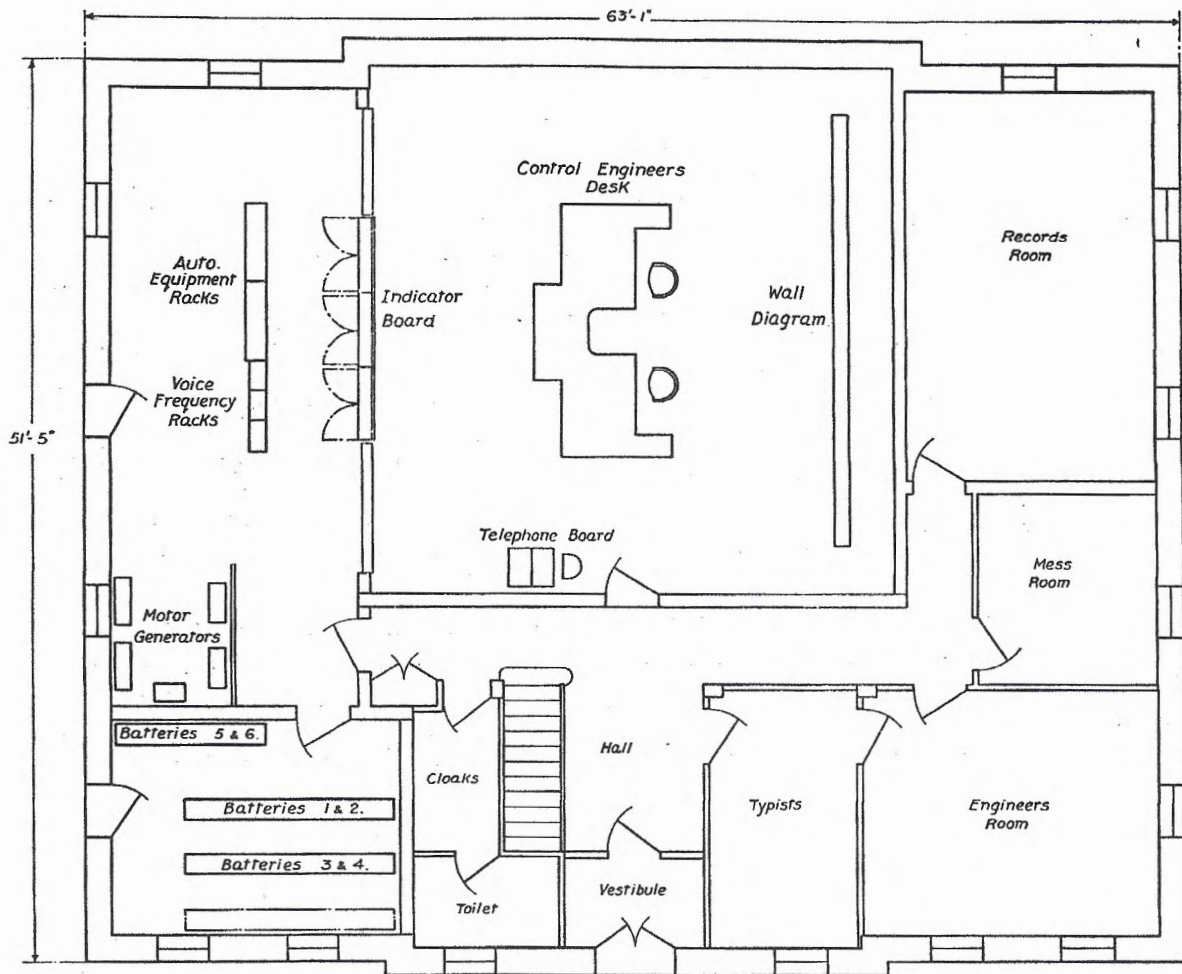 63'-1"
Control Engineers
Desk
Records
Room
Auto.
Equipment
Racks
Indicator
Board
Wall
Diagram
Voice
Frequency
Racks
51'-5"
Telephone Board
Mess
Room
Motor
Generators
Batteries 5 & 6.
Hall
Cloaks
Batteries 1 & 2.
Typists
Engineers
Room
Batteries 3 & 4.
Vestibule
Toilet